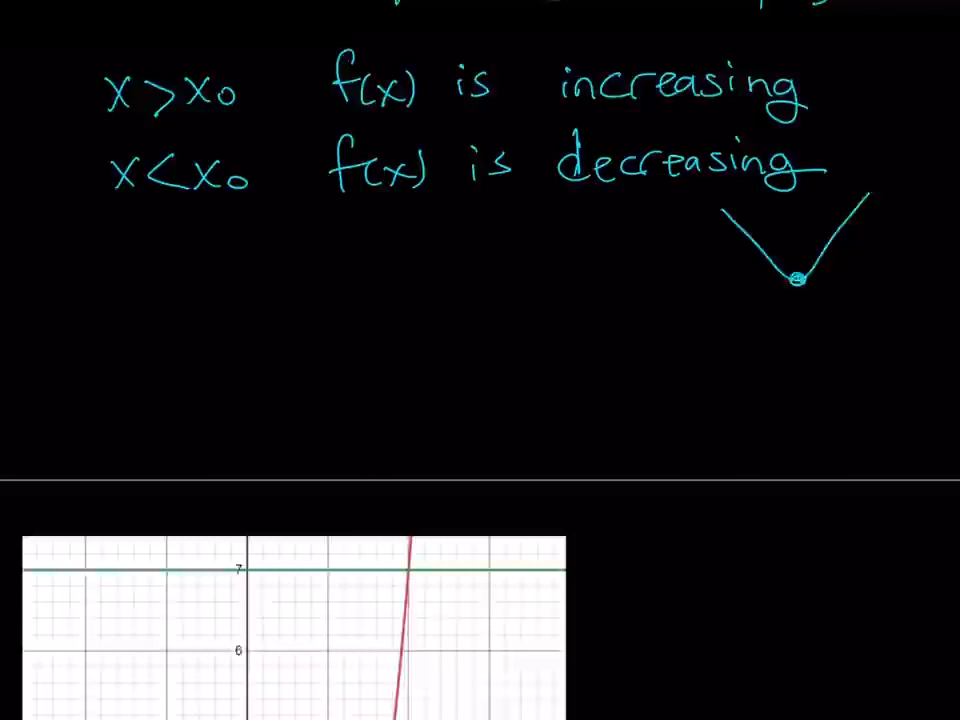 x > x₀ f(x) is increasing
x < x₀ f(x) is decreasing
7
6